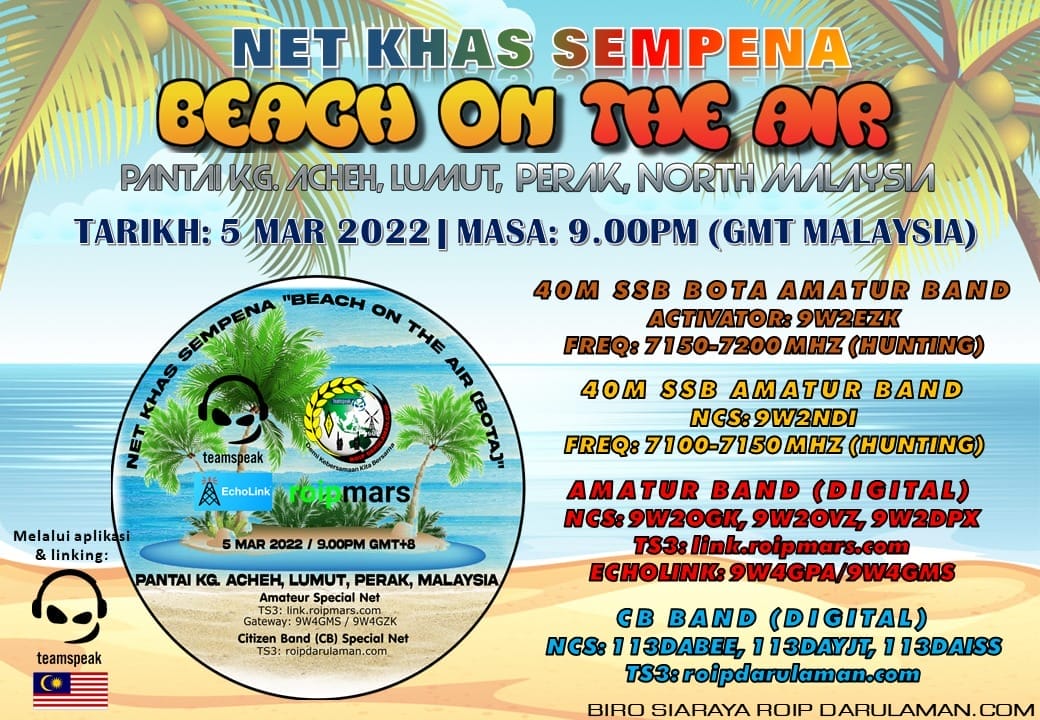 NET KHAS SEMPENA
BEACH ON THE AIR
PANTAI KG. ACHEH, LUMUT, PERAK, NORTH MALAYSIA
TARIKH: 5 MAR 2022 | MASA: 9.00PM (GMT MALAYSIA)
NET KHAS SEMPENA "BEACH ON THE AIR (BOTA)"
teamspeak
Teamspeak
Demi Kebersamaan Kita Bersama
EchoLink
roipmars
5 MAR 2022 / 9.00PM GMT+8
PANTAI KG. ACHEH, LUMUT, PERAK, MALAYSIA
Amateur Special Net
TS3: link.roipmars.com
Gateway: 9W4GMS / 9W4GZK
Citizen Band (CB) Special Net
TS3: roipdarulaman.com
Melalui aplikasi
& linking:
teamspeak
40M SSB BOTA AMATUR BAND
ACTIVATOR: 9W2EZK
FREQ: 7150-7200 MHZ (HUNTING)
40M SSB AMATUR BAND
NCS: 9W2NDI
FREQ: 7100-7150 MHZ (HUNTING)
AMATUR BAND (DIGITAL)
NCS: 9W2OGK, 9W2OVZ, 9W2DPX
TS3: link.roipmars.com
ECHOLINK: 9W4GPA/9W4GMS
CB BAND (DIGITAL)
NCS: 113DABEE, 113DAYJT, 113DAISS
TS3: roipdarulaman.com
BIRO SIARAYA ROIP DARULAMAN.COM